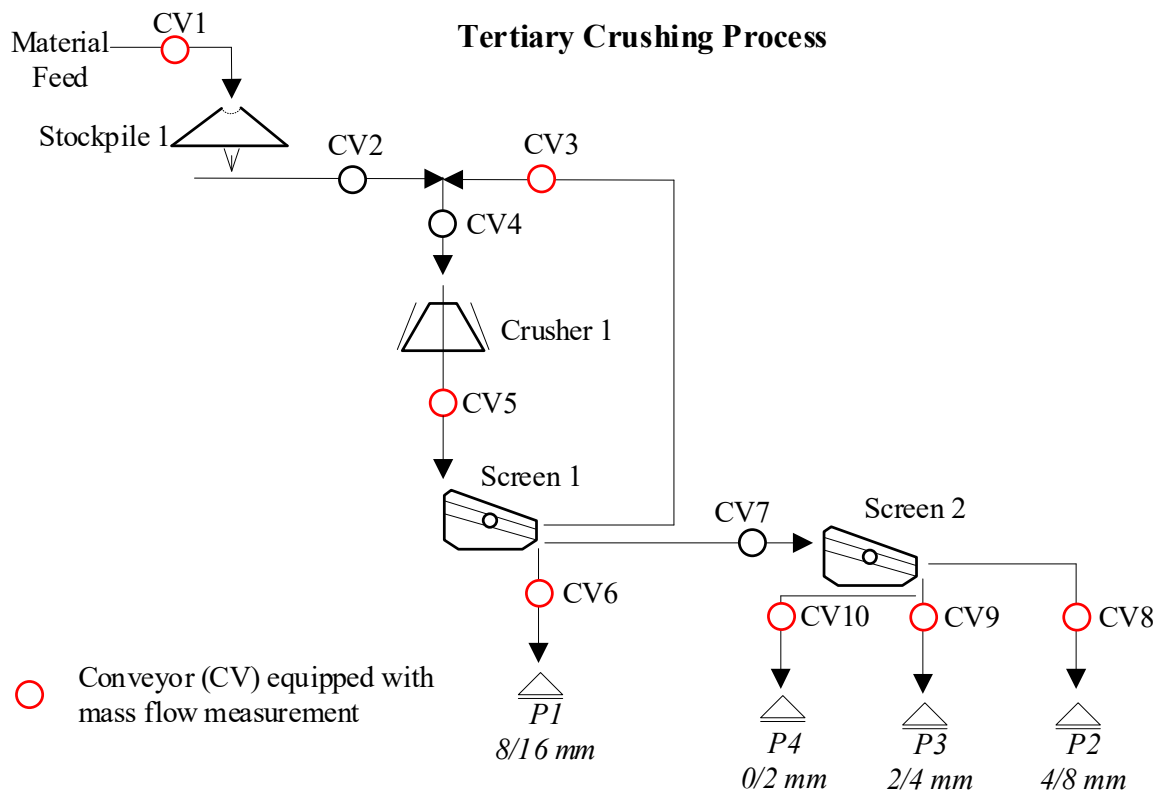 Tertiary Crushing Process
CV1
Material
Feed
Stockpile 1
CV2
CV3
CV4
Crusher 1
CV5
Screen 1
CV7
Screen 2
CV6
CV10
CV9
CV8
Conveyor (CV) equipped with
mass flow measurement
P1
8/16 mm
P4
0/2 mm
P3
2/4 mm
P2
4/8 mm